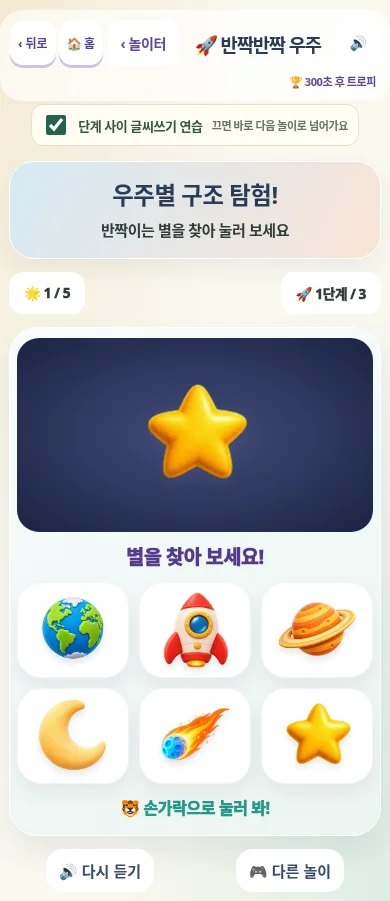 ‹ 뒤로 🏠 홈 ‹ 놀이터 🚀 반짝반짝 우주 🔊
🏆 300초 후 트로피
단계 사이 글씨쓰기 연습 끄면 바로 다음 놀이로 넘어가요
우주별 구조 탐험!
반짝이는 별을 찾아 눌러 보세요
🌟 1 / 5 🚀 1단계 / 3
별을 찾아 보세요!
🐯 손가락으로 눌러 봐!
🔊 다시 듣기 🎮 다른 놀이